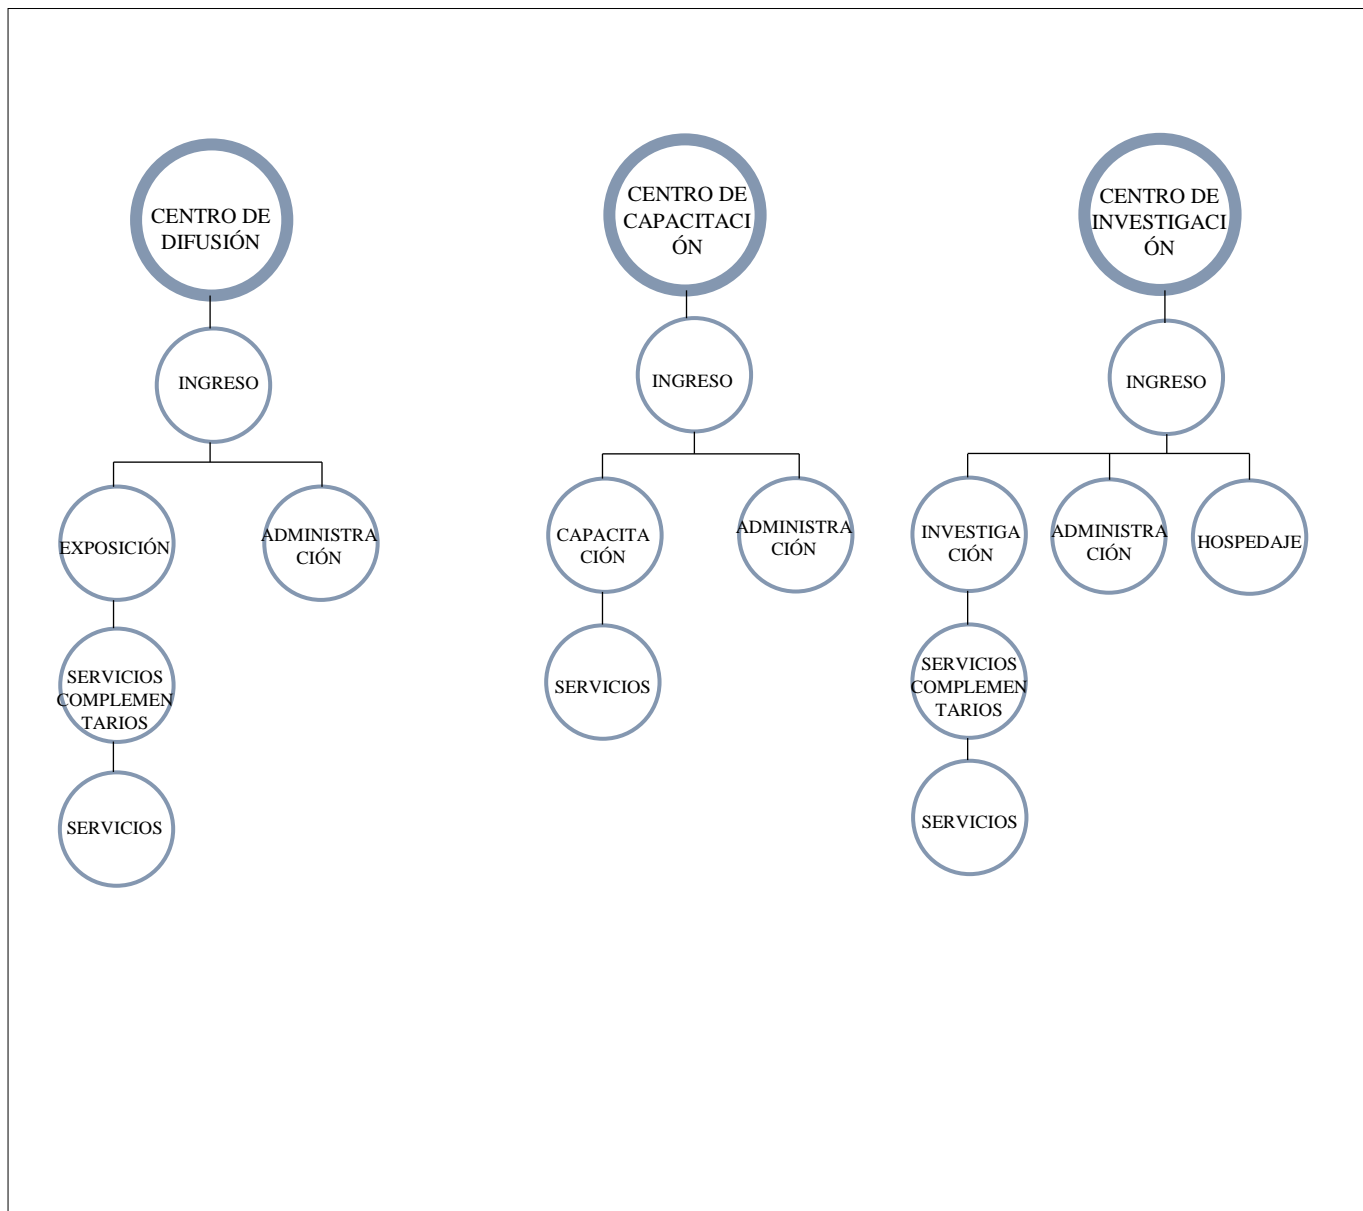 CENTRO DE
DIFUSIÓN
INGRESO
EXPOSICIÓN
ADMINISTRA
CIÓN
SERVICIOS
COMPLEMEN
TARIOS
SERVICIOS
CENTRO DE
CAPACITACI
ÓN
INGRESO
CAPACITA
CIÓN
ADMINISTRA
CIÓN
SERVICIOS
CENTRO DE
INVESTIGACI
ÓN
INGRESO
INVESTIGA
CIÓN
ADMINISTRA
CIÓN
HOSPEDAJE
SERVICIOS
COMPLEMEN
TARIOS
SERVICIOS